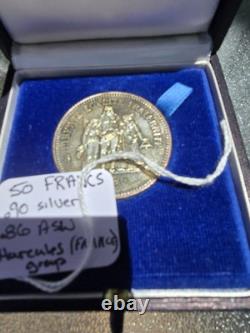 50 FRANCS
.90 silver
.86 ASW
Hercules (FRANCE)
group